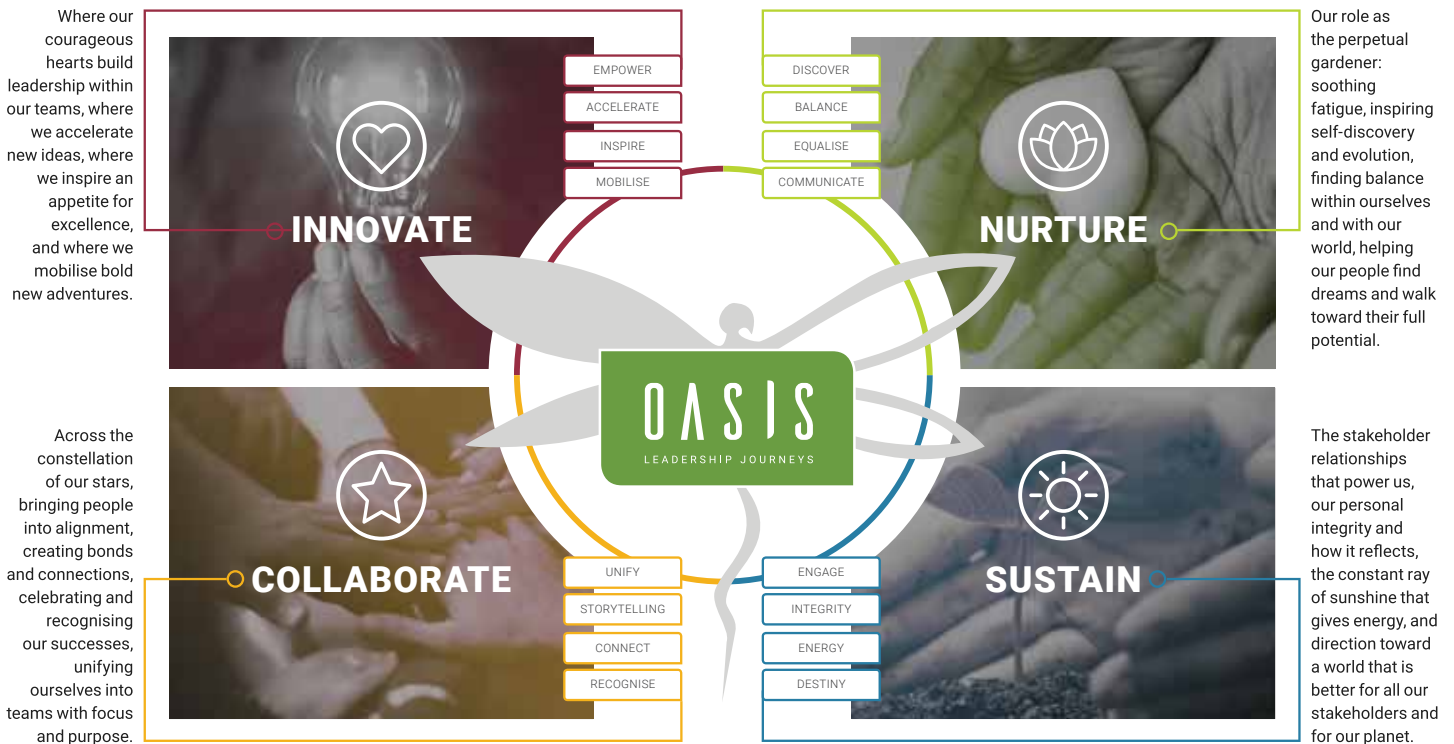 Where our
courageous
hearts build
leadership within
our teams, where
we accelerate
new ideas, where
we inspire an
appetite for
excellence,
and where we
mobilise bold
new adventures.
INNOVATE
EMPOWER
ACCELERATE
INSPIRE
MOBILISE
DISCOVER
BALANCE
EQUALISE
COMMUNICATE
NURTURE
Our role as
the perpetual
gardener:
soothing
fatigue, inspiring
self-discovery
and evolution,
finding balance
within ourselves
and with our
world, helping
our people find
dreams and walk
toward their full
potential.
OASIS
LEADERSHIP JOURNEYS
Across the
constellation
of our stars,
bringing people
into alignment,
creating bonds
and connections,
celebrating and
recognising
our successes,
unifying
ourselves into
teams with focus
and purpose.
COLLABORATE
UNIFY
STORYTELLING
CONNECT
RECOGNISE
ENGAGE
INTEGRITY
ENERGY
DESTINY
SUSTAIN
The stakeholder
relationships
that power us,
our personal
integrity and
how it reflects,
the constant ray
of sunshine that
gives energy, and
direction toward
a world that is
better for all our
stakeholders and
for our planet.